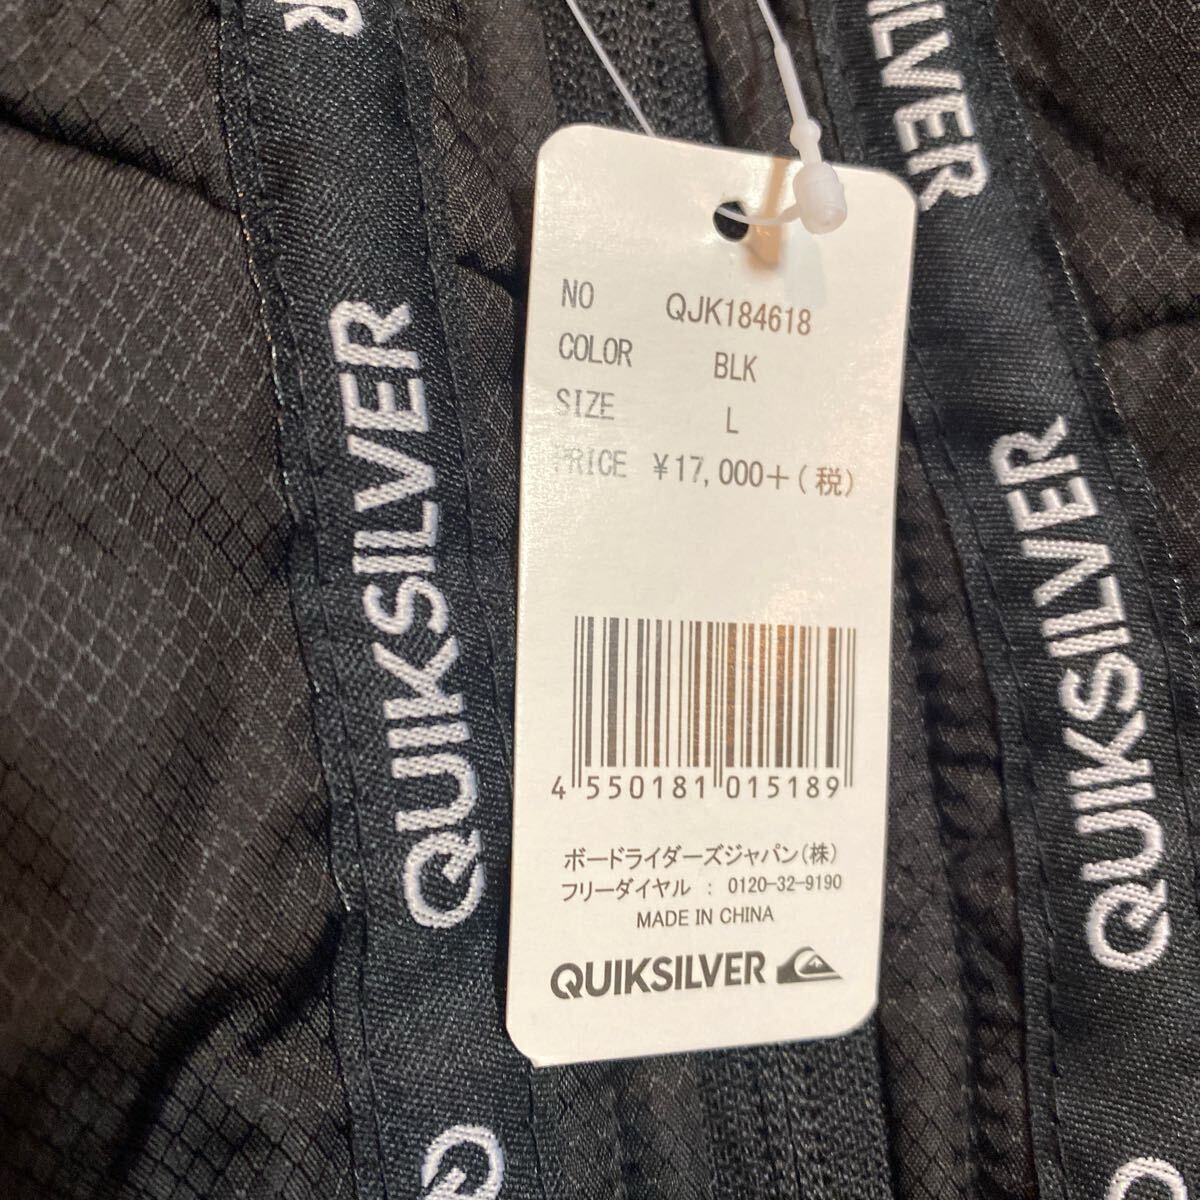 NO QJK184618
COLOR BLK
SIZE L
PRICE ¥17,000+(税)
4 550181 015189
ボードライダーズジャパン(株)
フリーダイヤル : 0120-32-9190
MADE IN CHINA
QUIKSILVER
QUIKSILVER
QUIKSILVER
SILVER
R